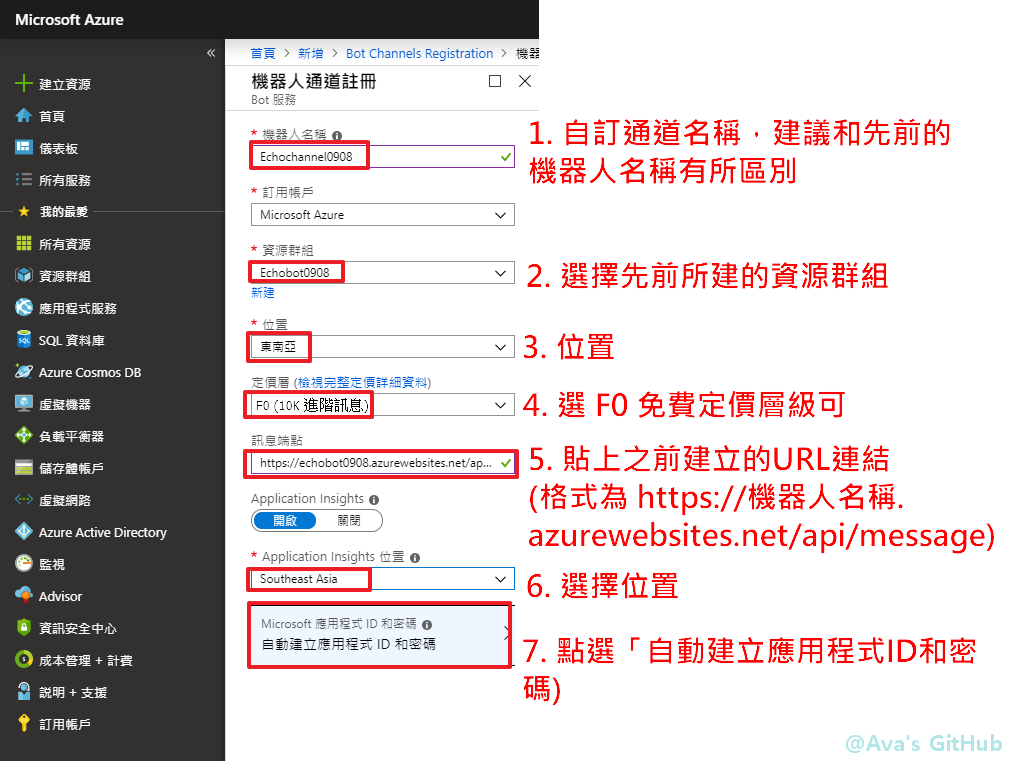 Microsoft Azure
«
建立資源
首頁
儀表板
所有服務
我的最愛
所有資源
資源群組
應用程式服務
SQL 資料庫
Azure Cosmos DB
虛擬機器
負載平衡器
儲存體帳戶
虛擬網路
Azure Active Directory
監視
Advisor
資訊安全中心
成本管理 + 計費
說明 + 支援
訂用帳戶
首頁 > 新增 > Bot Channels Registration > 機器
機器人通道註冊
Bot 服務
* 機器人名稱
Echochannel0908
* 訂用帳戶
Microsoft Azure
* 資源群組
Echobot0908
新建
* 位置
東南亞
定價層 (檢視完整定價詳細資料)
F0 (10K 進階訊息)
訊息端點
https://echobot0908.azurewebsites.net/ap...
Application Insights
開啟 關閉
* Application Insights 位置
Southeast Asia
Microsoft 應用程式 ID 和密碼
自動建立應用程式 ID 和密碼
1. 自訂通道名稱，建議和先前的
機器人名稱有所區別
2. 選擇先前所建的資源群組
3. 位置
4. 選 F0 免費定價層級可
5. 貼上之前建立的URL連結
(格式為 https://機器人名稱.
azurewebsites.net/api/message)
6. 選擇位置
7. 點選「自動建立應用程式ID和密
碼)
@Ava's GitHub